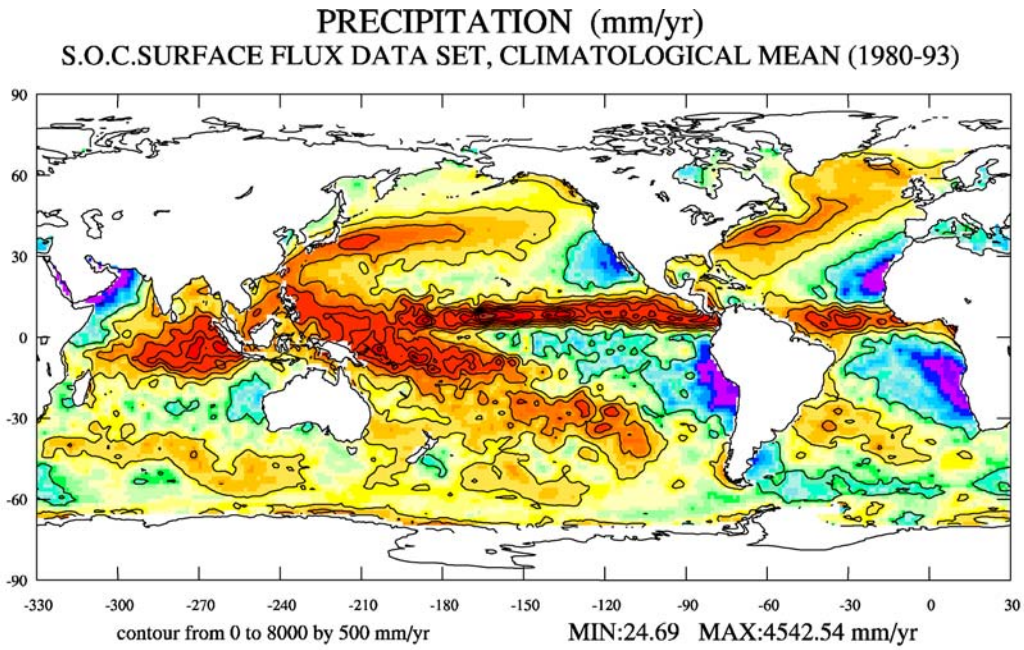 PRECIPITATION (mm/yr)
S.O.C.SURFACE FLUX DATA SET, CLIMATOLOGICAL MEAN (1980-93)
90
60
30
0
-30
-60
-90
-330 -300 -270 -240 -210 -180 -150 -120 -90 -60 -30 0 30
contour from 0 to 8000 by 500 mm/yr MIN:24.69 MAX:4542.54 mm/yr